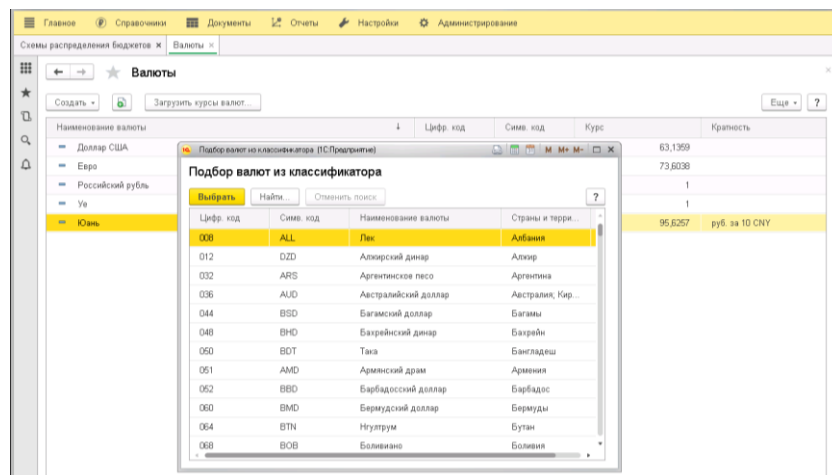 Главное Справочники Документы Отчеты Настройки Администрирование
Схемы распределения бюджетов × Валюты ×
Валюты
Создать Загрузить курсы валют... Еще ?
Наименование валюты ↓ Цифр. код Симв. код Курс Кратность
Доллар США 63,1359
Евро 73,6038
Российский рубль 1
Уе 1
Юань 95,6257 руб. за 10 CNY
Подбор валют из классификатора (1С:Предприятие) M M+ M-
Подбор валют из классификатора
Выбрать Найти... Отменить поиск ?
Цифр. код Симв. код Наименование валюты Страны и терри...
008 ALL Лек Албания
012 DZD Алжирский динар Алжир
032 ARS Аргентинское песо Аргентина
036 AUD Австралийский доллар Австралия; Кир...
044 BSD Багамский доллар Багамы
048 BHD Бахрейнский динар Бахрейн
050 BDT Така Бангладеш
051 AMD Армянский драм Армения
052 BBD Барбадосский доллар Барбадос
060 BMD Бермудский доллар Бермуды
064 BTN Нгултрум Бутан
068 BOB Боливиано Боливия